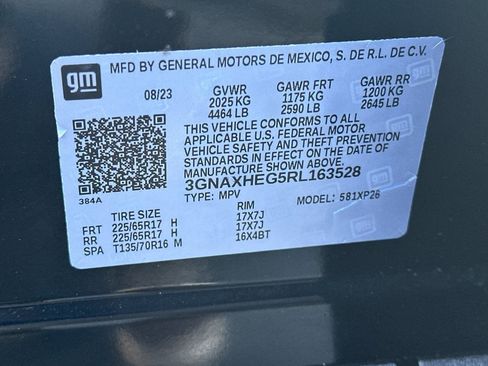 gm
MFD BY GENERAL MOTORS DE MEXICO, S. DE R.L. DE C.V.
08/23 GVWR GAWR FRT GAWR RR
2025 KG 1175 KG 1200 KG
4464 LB 2590 LB 2645 LB
THIS VEHICLE CONFORMS TO ALL
APPLICABLE U.S. FEDERAL MOTOR
VEHICLE SAFETY AND THEFT PREVENTION
STANDARDS IN EFFECT ON THE DATE OF
MANUFACTURE SHOWN ABOVE.
3GNAXHEG5RL163528
384A TYPE: MPV MODEL: 581XP26
TIRE SIZE RIM
FRT 225/65R17 H 17X7J
RR 225/65R17 H 17X7J
SPA T135/70R16 M 16X4BT
gm